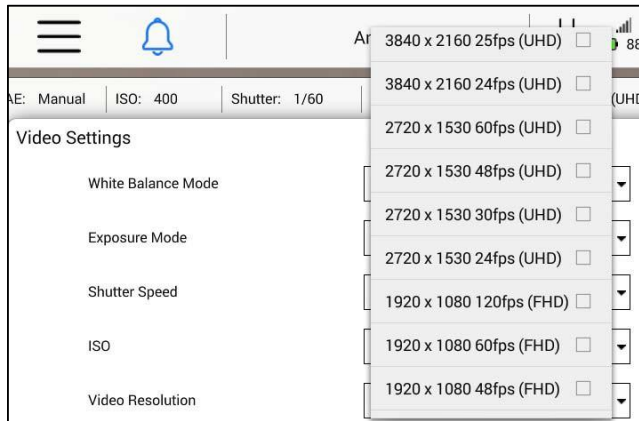 Ar
88
AE: Manual ISO: 400 Shutter: 1/60 (UHD
Video Settings
White Balance Mode
Exposure Mode
Shutter Speed
ISO
Video Resolution
3840 x 2160 25fps (UHD)
3840 x 2160 24fps (UHD)
2720 x 1530 60fps (UHD)
2720 x 1530 48fps (UHD)
2720 x 1530 30fps (UHD)
2720 x 1530 24fps (UHD)
1920 x 1080 120fps (FHD)
1920 x 1080 60fps (FHD)
1920 x 1080 48fps (FHD)